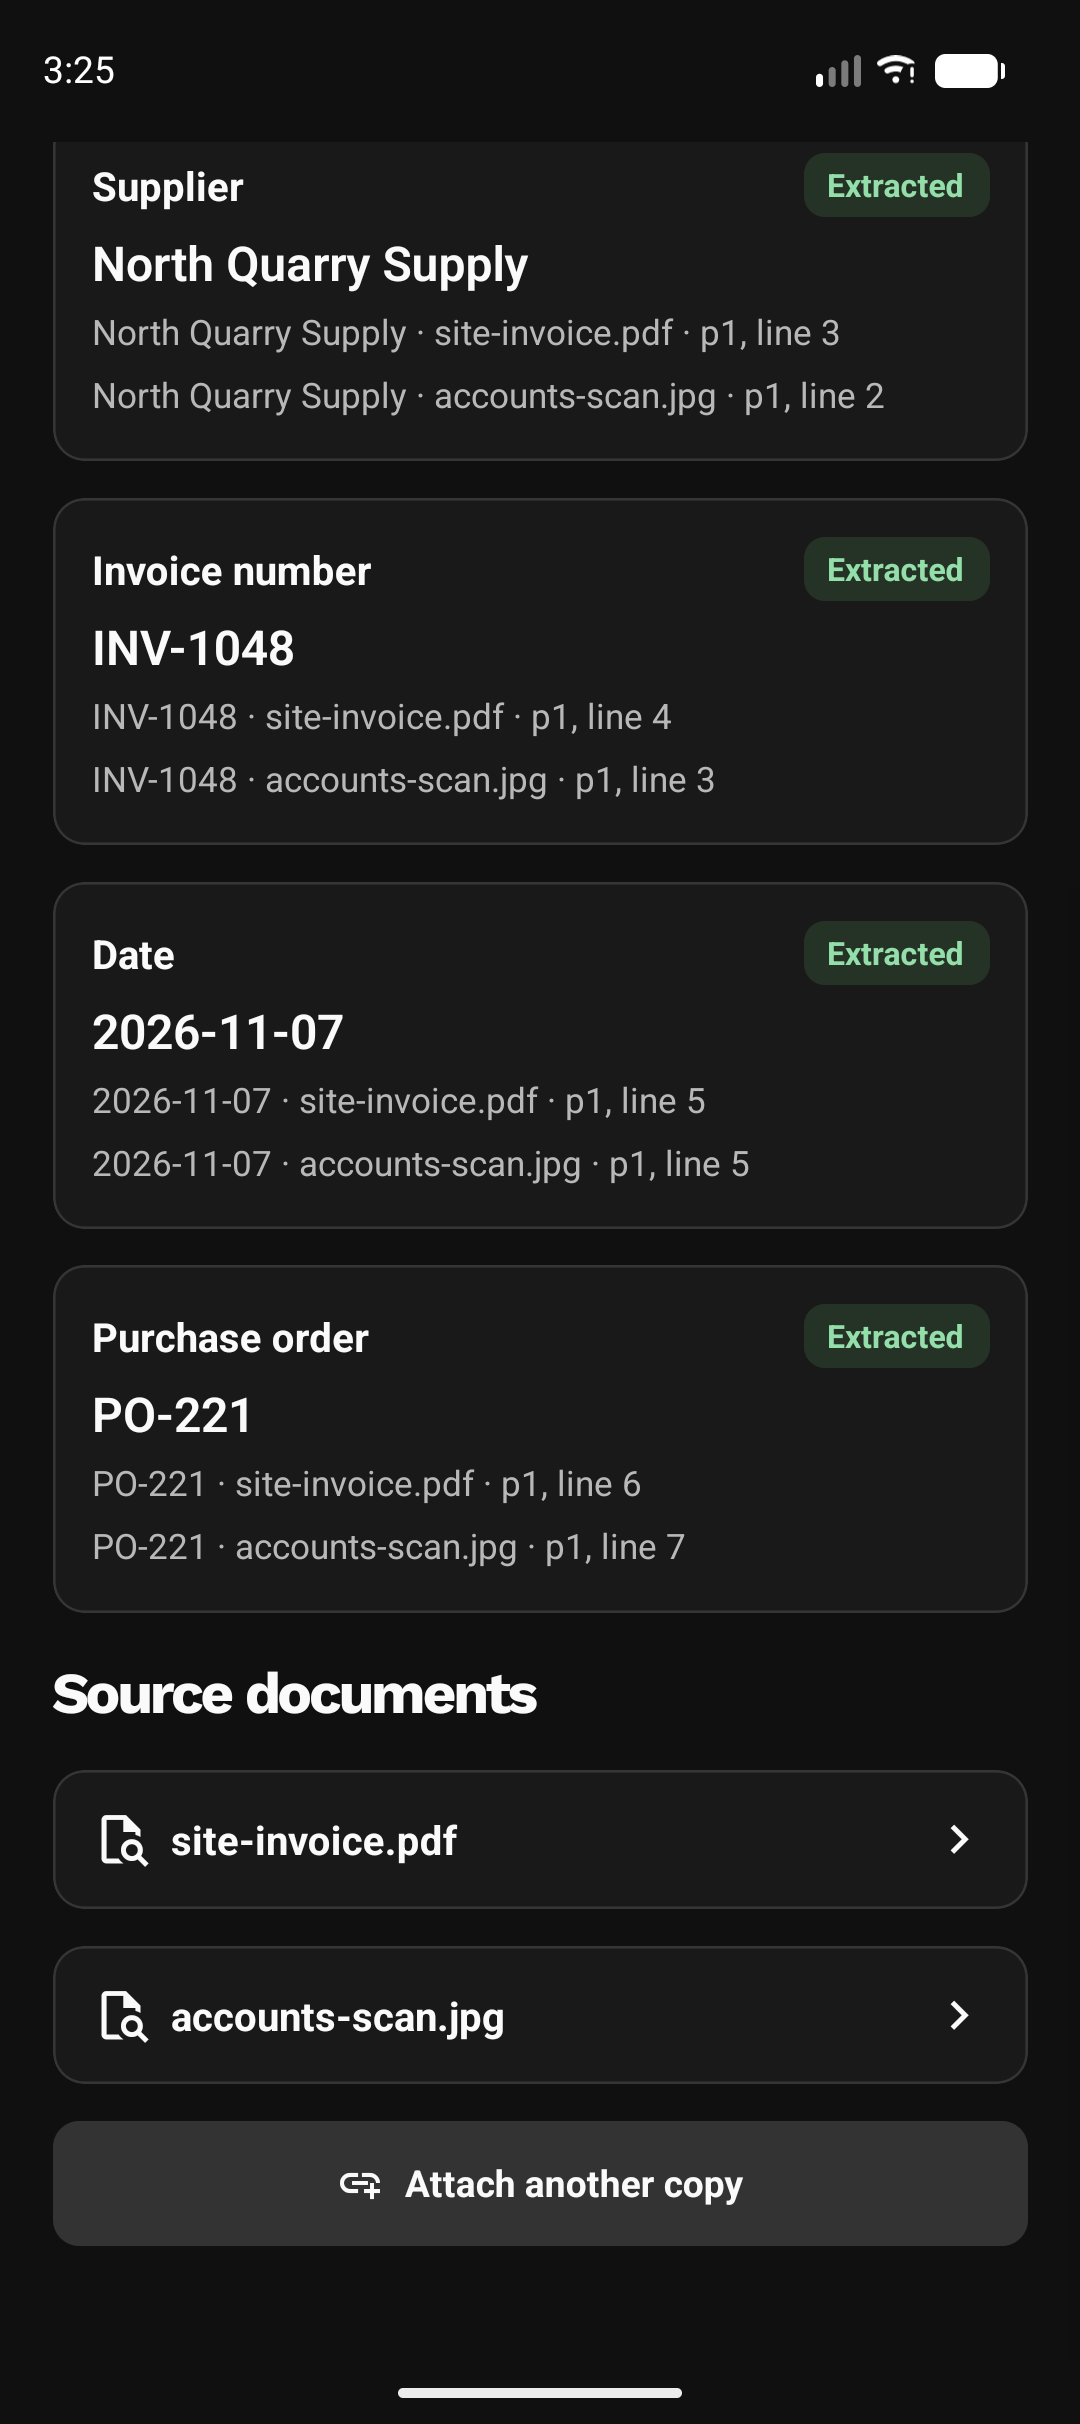 3:25
Supplier
Extracted
North Quarry Supply
North Quarry Supply · site-invoice.pdf · p1, line 3
North Quarry Supply · accounts-scan.jpg · p1, line 2
Invoice number
Extracted
INV-1048
INV-1048 · site-invoice.pdf · p1, line 4
INV-1048 · accounts-scan.jpg · p1, line 3
Date
Extracted
2026-11-07
2026-11-07 · site-invoice.pdf · p1, line 5
2026-11-07 · accounts-scan.jpg · p1, line 5
Purchase order
Extracted
PO-221
PO-221 · site-invoice.pdf · p1, line 6
PO-221 · accounts-scan.jpg · p1, line 7
Source documents
site-invoice.pdf
accounts-scan.jpg
Attach another copy